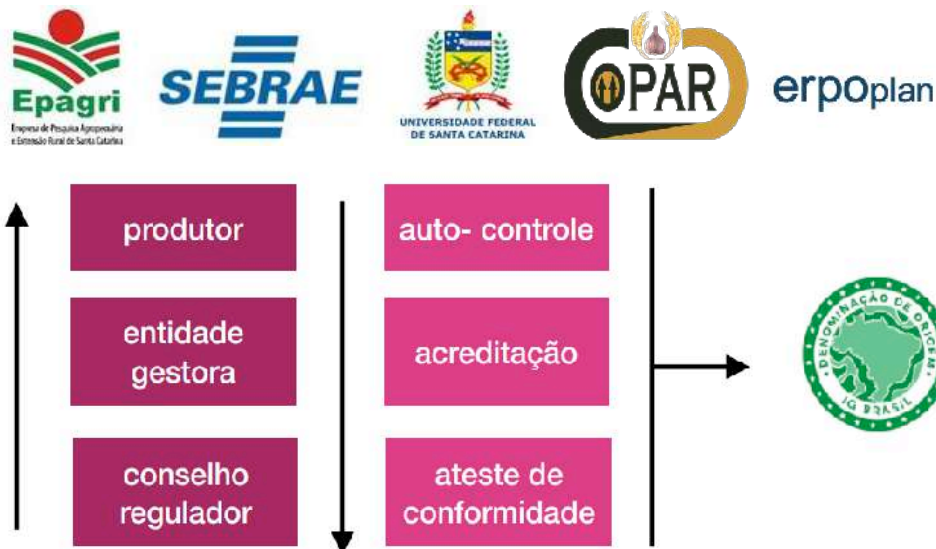 Epagri
Empresa de Pesquisa Agropecuária
e Extensão Rural de Santa Catarina
SEBRAE
UNIVERSIDADE FEDERAL
DE SANTA CATARINA
COPAR
erpoplan
produtor
auto- controle
entidade
gestora
acreditação
conselho
regulador
ateste de
conformidade
DENOMINAÇÃO DE ORIGEM
IG BRASIL